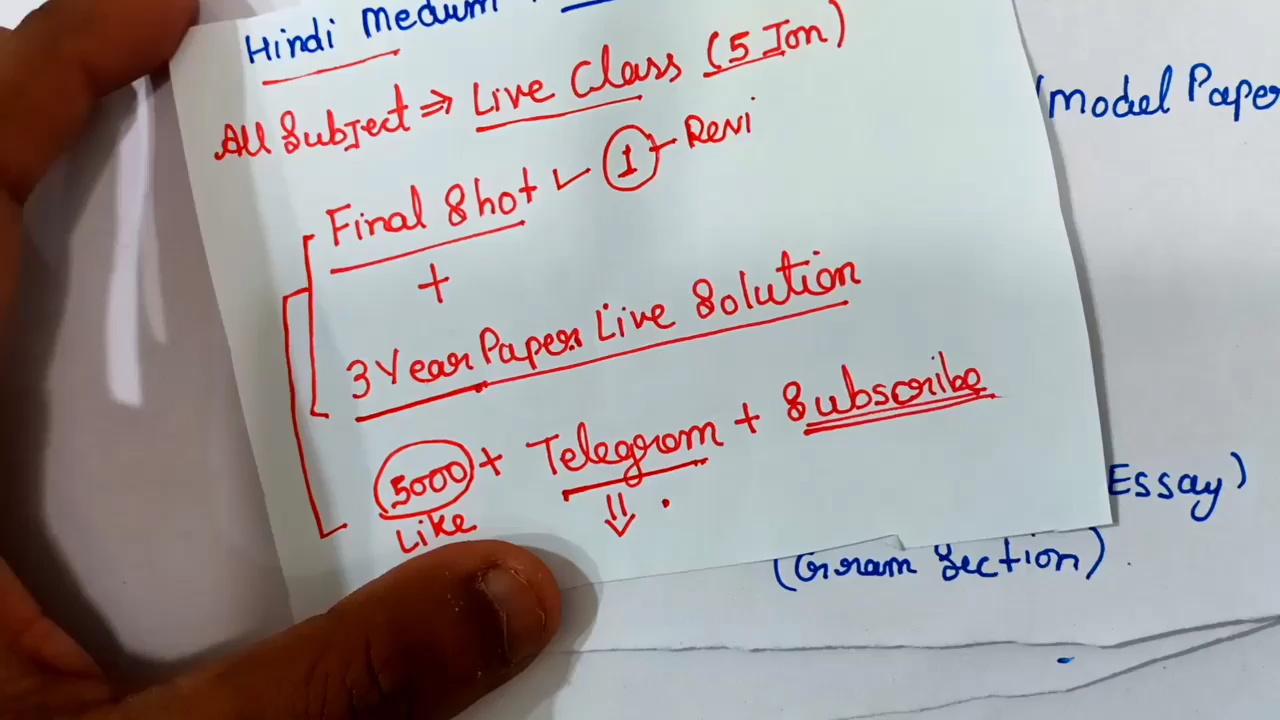 Hindi Medium
All Subject ⇒ Live Class (5 Jan)
Final Shot ✓ 1 - Revi
+
3 Year Papers Live Solution
5000 + Telegram + Subscribe
Like ⇓
(Model Paper
Essay)
(Gram Section)